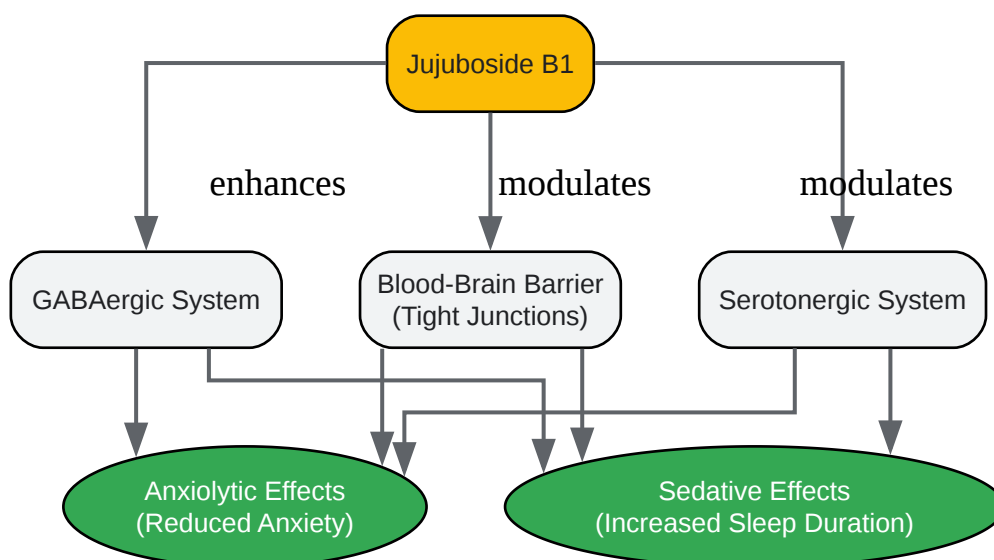 Jujuboside B1
enhances
modulates
modulates
GABAergic System
Blood-Brain Barrier
(Tight Junctions)
Serotonergic System
Anxiolytic Effects
(Reduced Anxiety)
Sedative Effects
(Increased Sleep Duration)